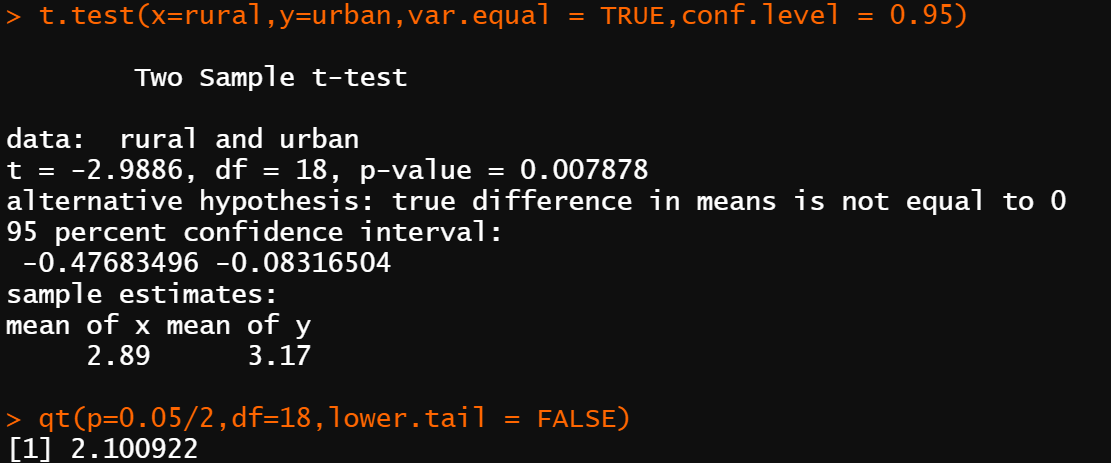 > t.test(x=rural,y=urban,var.equal = TRUE,conf.level = 0.95)
Two Sample t-test
data:  rural and urban
t = -2.9886, df = 18, p-value = 0.007878
alternative hypothesis: true difference in means is not equal to 0
95 percent confidence interval:
 -0.47683496 -0.08316504
sample estimates:
mean of x mean of y
     2.89      3.17
> qt(p=0.05/2,df=18,lower.tail = FALSE)
[1] 2.100922